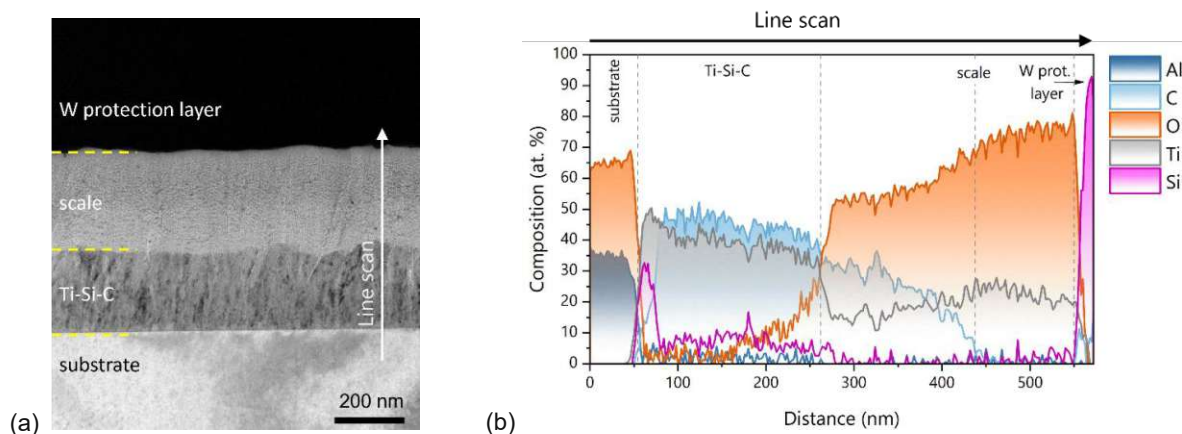 W protection layer
scale
Ti-Si-C
substrate
Line scan
200 nm
(a)
Line scan
100
90
80
70
60
50
40
30
20
10
0
Composition (at. %)
substrate
Ti-Si-C
scale
W prot.
layer
0 100 200 300 400 500
Distance (nm)
Al
C
O
Ti
Si
(b)